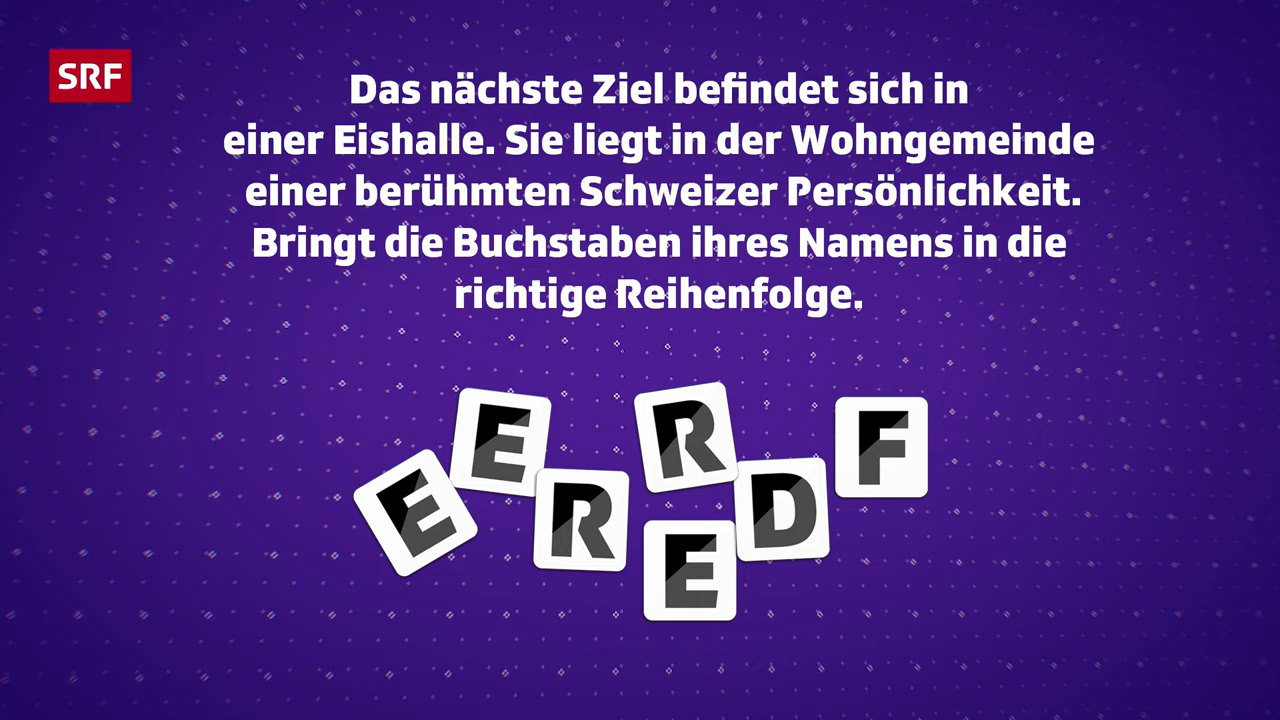 SRF
Das nächste Ziel befindet sich in
einer Eishalle. Sie liegt in der Wohngemeinde
einer berühmten Schweizer Persönlichkeit.
Bringt die Buchstaben ihres Namens in die
richtige Reihenfolge.
E E R R E D F